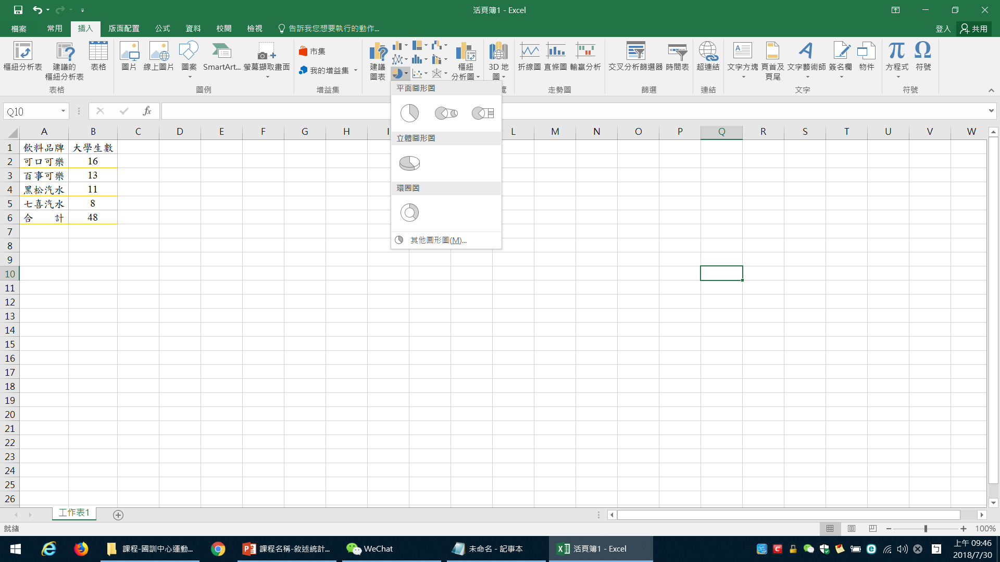 活頁簿1 - Excel
檔案 常用 插入 版面配置 公式 資料 校閱 檢視 告訴我您想要執行的動作... 登入 共用
樞紐分析表 建議的 樞紐分析表 表格 圖片 線上圖片 圖案 SmartArt... 螢幕擷取畫面 市集 我的增益集 建議 圖表 樞紐 分析圖 3D 地 圖 折線圖 直條圖 輸贏分析 交叉分析篩選器 時間表 超連結 文字方塊 頁首及 頁尾 文字藝術師 簽名欄 物件 方程式 符號
表格 圖例 增益集 覽 走勢圖 篩選 連結 文字 符號
平面圓形圖
立體圓形圖
環圈圖
其他圓形圖(M)...
Q10 fx
A B C D E F G H I L M N O P Q R S T U V W
1 飲料品牌 大學生數
2 可口可樂 16
3 百事可樂 13
4 黑松汽水 11
5 七喜汽水 8
6 合 計 48
7
8
9
10
11
12
13
14
15
16
17
18
19
20
21
22
23
24
25
26
工作表1
就緒 100%
課程-國訓中心運動... 課程名稱-敘述統計... WeChat 未命名 - 記事本 活頁簿1 - Excel ㄅ 上午 09:46
2018/7/30